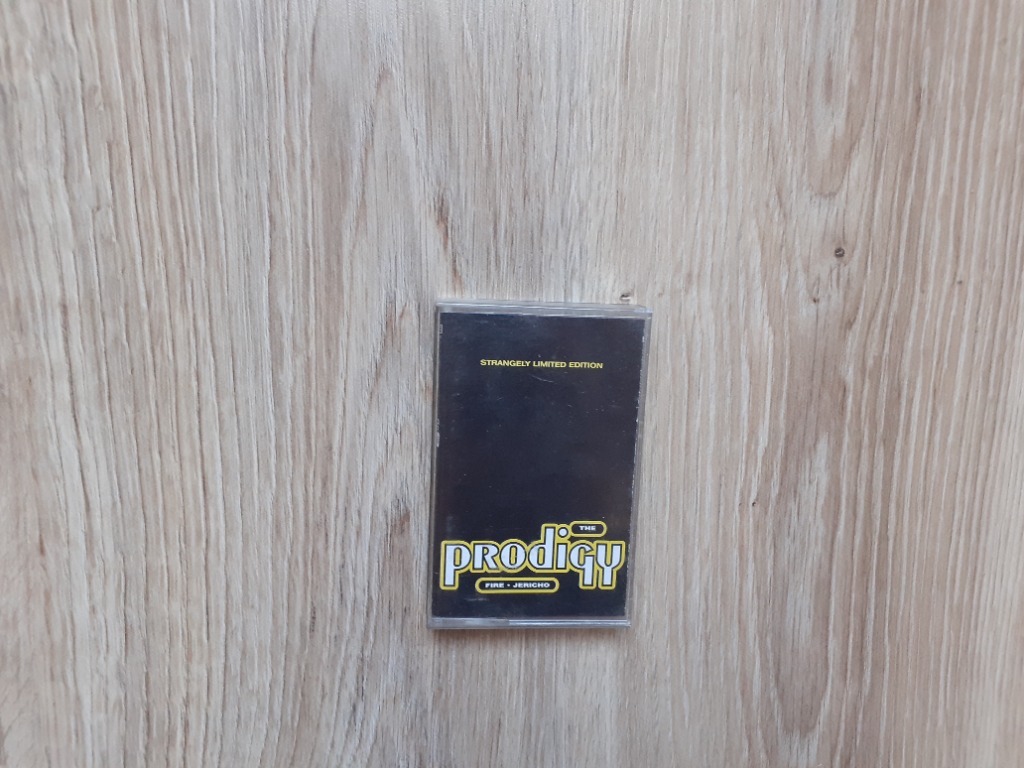 STRANGELY LIMITED EDITION
THE
prodigy
FIRE • JERICHO